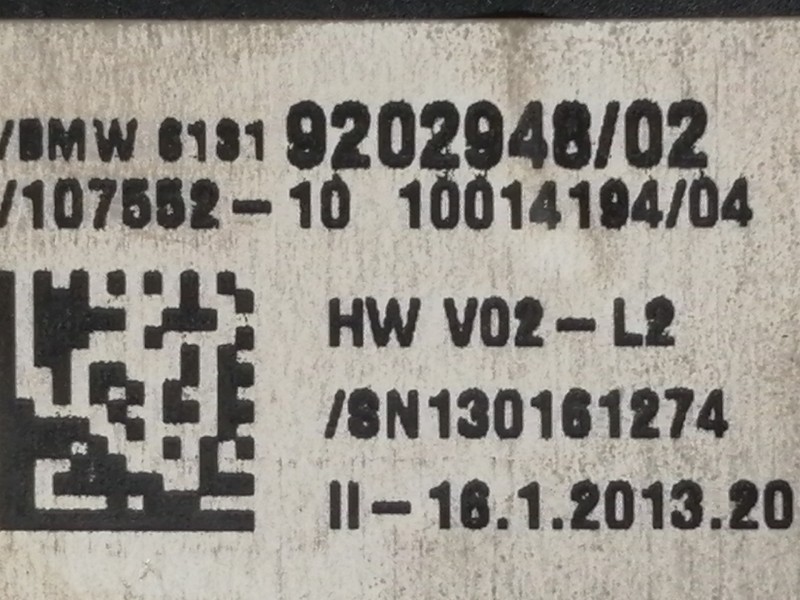 /BMW 6131 9202948/02
/107552-10 10014194/04
HW V02-L2
/SN130161274
II-16.1.2013.20